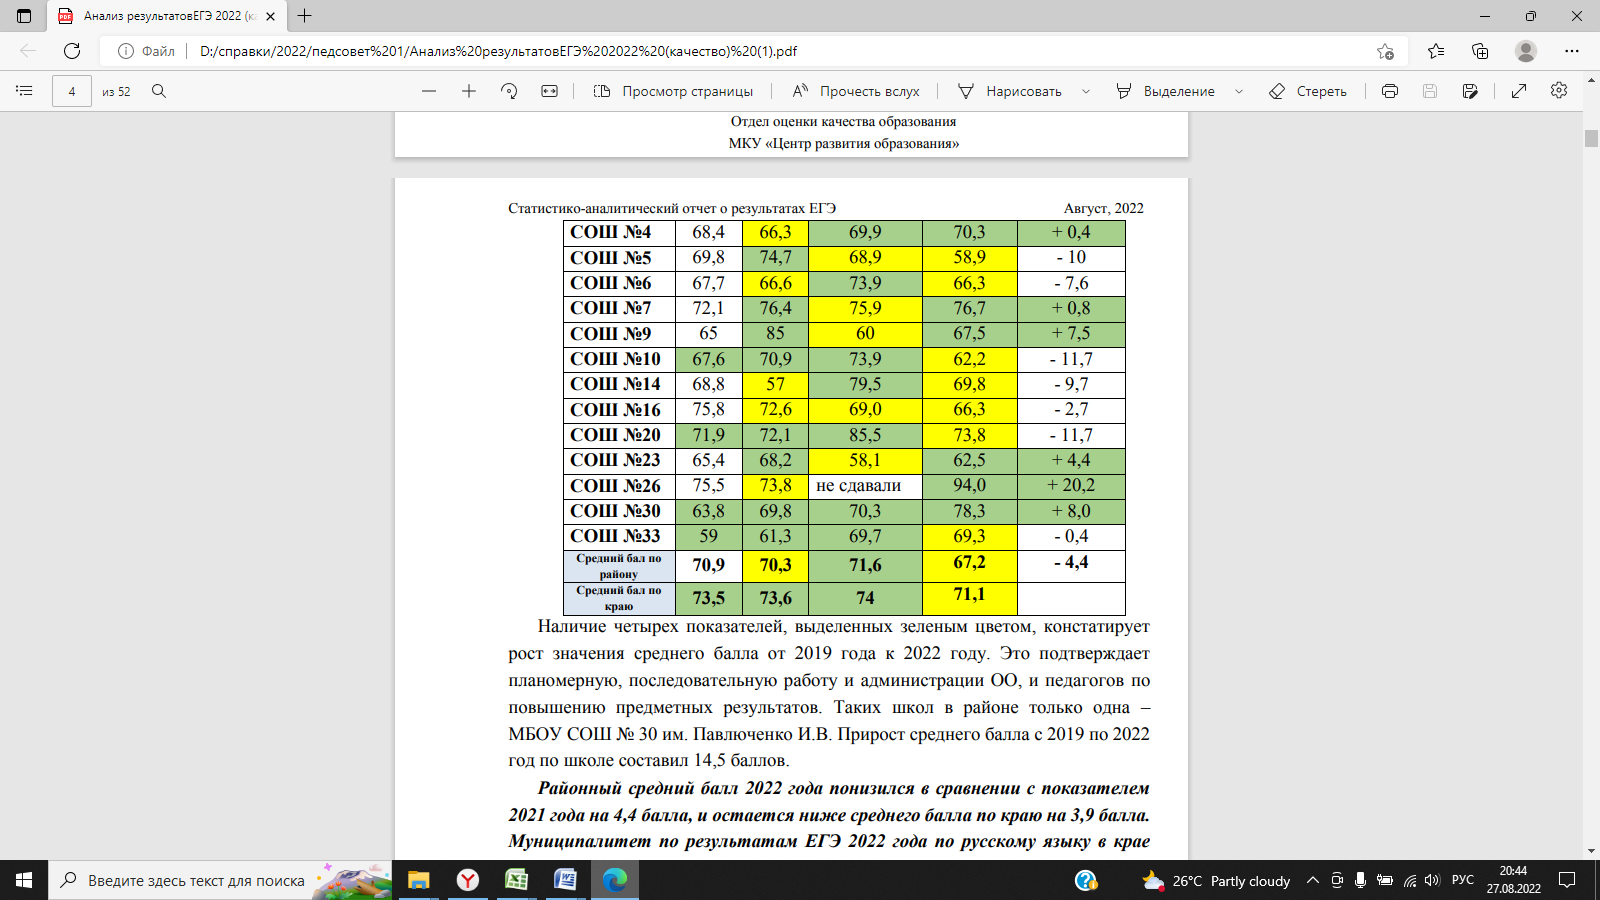 Анализ результатовЕГЭ 2022 (ка
Файл D:/справки/2022/педсовет%201/Анализ%20результатовЕГЭ%202022%20(качество)%20(1).pdf
4 из 52 Просмотр страницы Прочесть вслух Нарисовать Выделение Стереть
Отдел оценки качества образования
МКУ «Центр развития образования»
Статистико-аналитический отчет о результатах ЕГЭ Август, 2022
СОШ №4 68,4 66,3 69,9 70,3 + 0,4
СОШ №5 69,8 74,7 68,9 58,9 - 10
СОШ №6 67,7 66,6 73,9 66,3 - 7,6
СОШ №7 72,1 76,4 75,9 76,7 + 0,8
СОШ №9 65 85 60 67,5 + 7,5
СОШ №10 67,6 70,9 73,9 62,2 - 11,7
СОШ №14 68,8 57 79,5 69,8 - 9,7
СОШ №16 75,8 72,6 69,0 66,3 - 2,7
СОШ №20 71,9 72,1 85,5 73,8 - 11,7
СОШ №23 65,4 68,2 58,1 62,5 + 4,4
СОШ №26 75,5 73,8 не сдавали 94,0 + 20,2
СОШ №30 63,8 69,8 70,3 78,3 + 8,0
СОШ №33 59 61,3 69,7 69,3 - 0,4
Средний бал по
району 70,9 70,3 71,6 67,2 - 4,4
Средний бал по
краю 73,5 73,6 74 71,1
Наличие четырех показателей, выделенных зеленым цветом, констатирует
рост значения среднего балла от 2019 года к 2022 году. Это подтверждает
планомерную, последовательную работу и администрации ОО, и педагогов по
повышению предметных результатов. Таких школ в районе только одна –
МБОУ СОШ № 30 им. Павлюченко И.В. Прирост среднего балла с 2019 по 2022
год по школе составил 14,5 баллов.
Районный средний балл 2022 года понизился в сравнении с показателем
2021 года на 4,4 балла, и остается ниже среднего балла по краю на 3,9 балла.
Муниципалитет по результатам ЕГЭ 2022 года по русскому языку в крае
Введите здесь текст для поиска
26°C Partly cloudy
РУС
20:44
27.08.2022